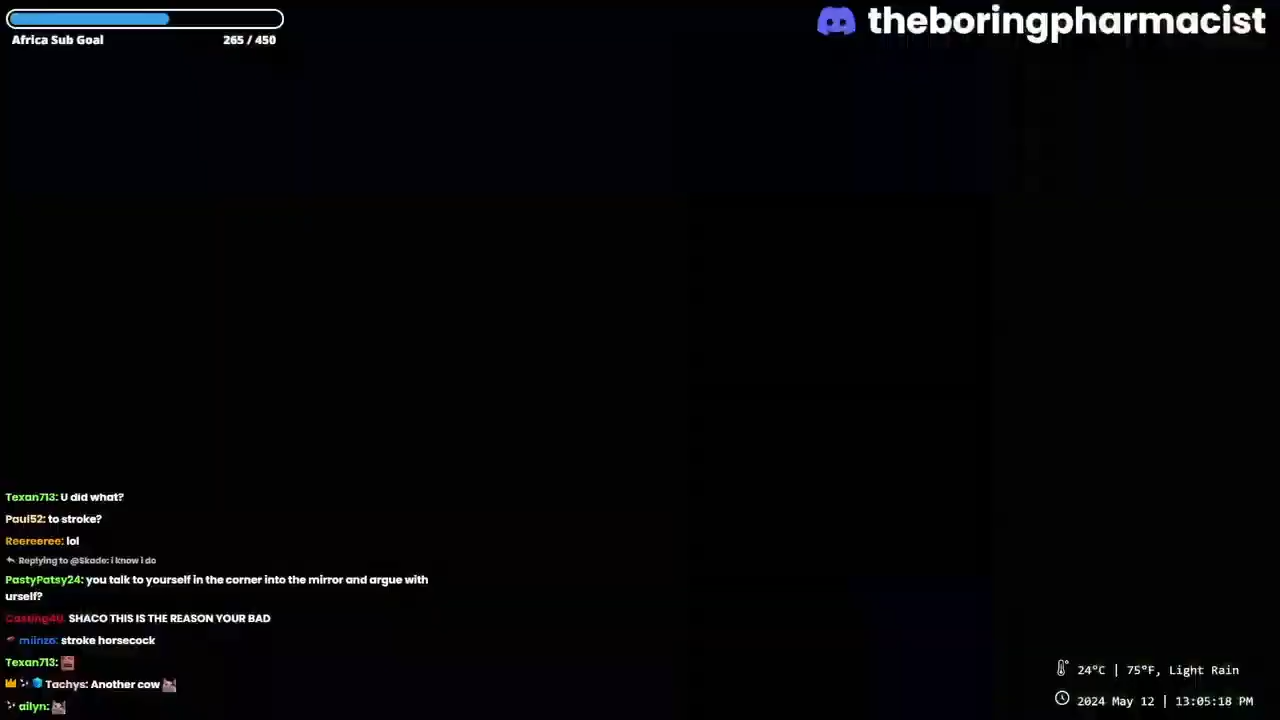 theboringpharmacist
Africa Sub Goal 265 / 450
Texan713: U did what?
Paul52: to stroke?
Reereeree: lol
Replying to @Skade: i know i do
PastyPatsy24: you talk to yourself in the corner into the mirror and argue with
urself?
Casting4U: SHACO THIS IS THE REASON YOUR BAD
miinzo: stroke horsecock
Texan713:
Tachys: Another cow
ailyn:
24°C | 75°F, Light Rain
2024 May 12 | 13:05:18 PM